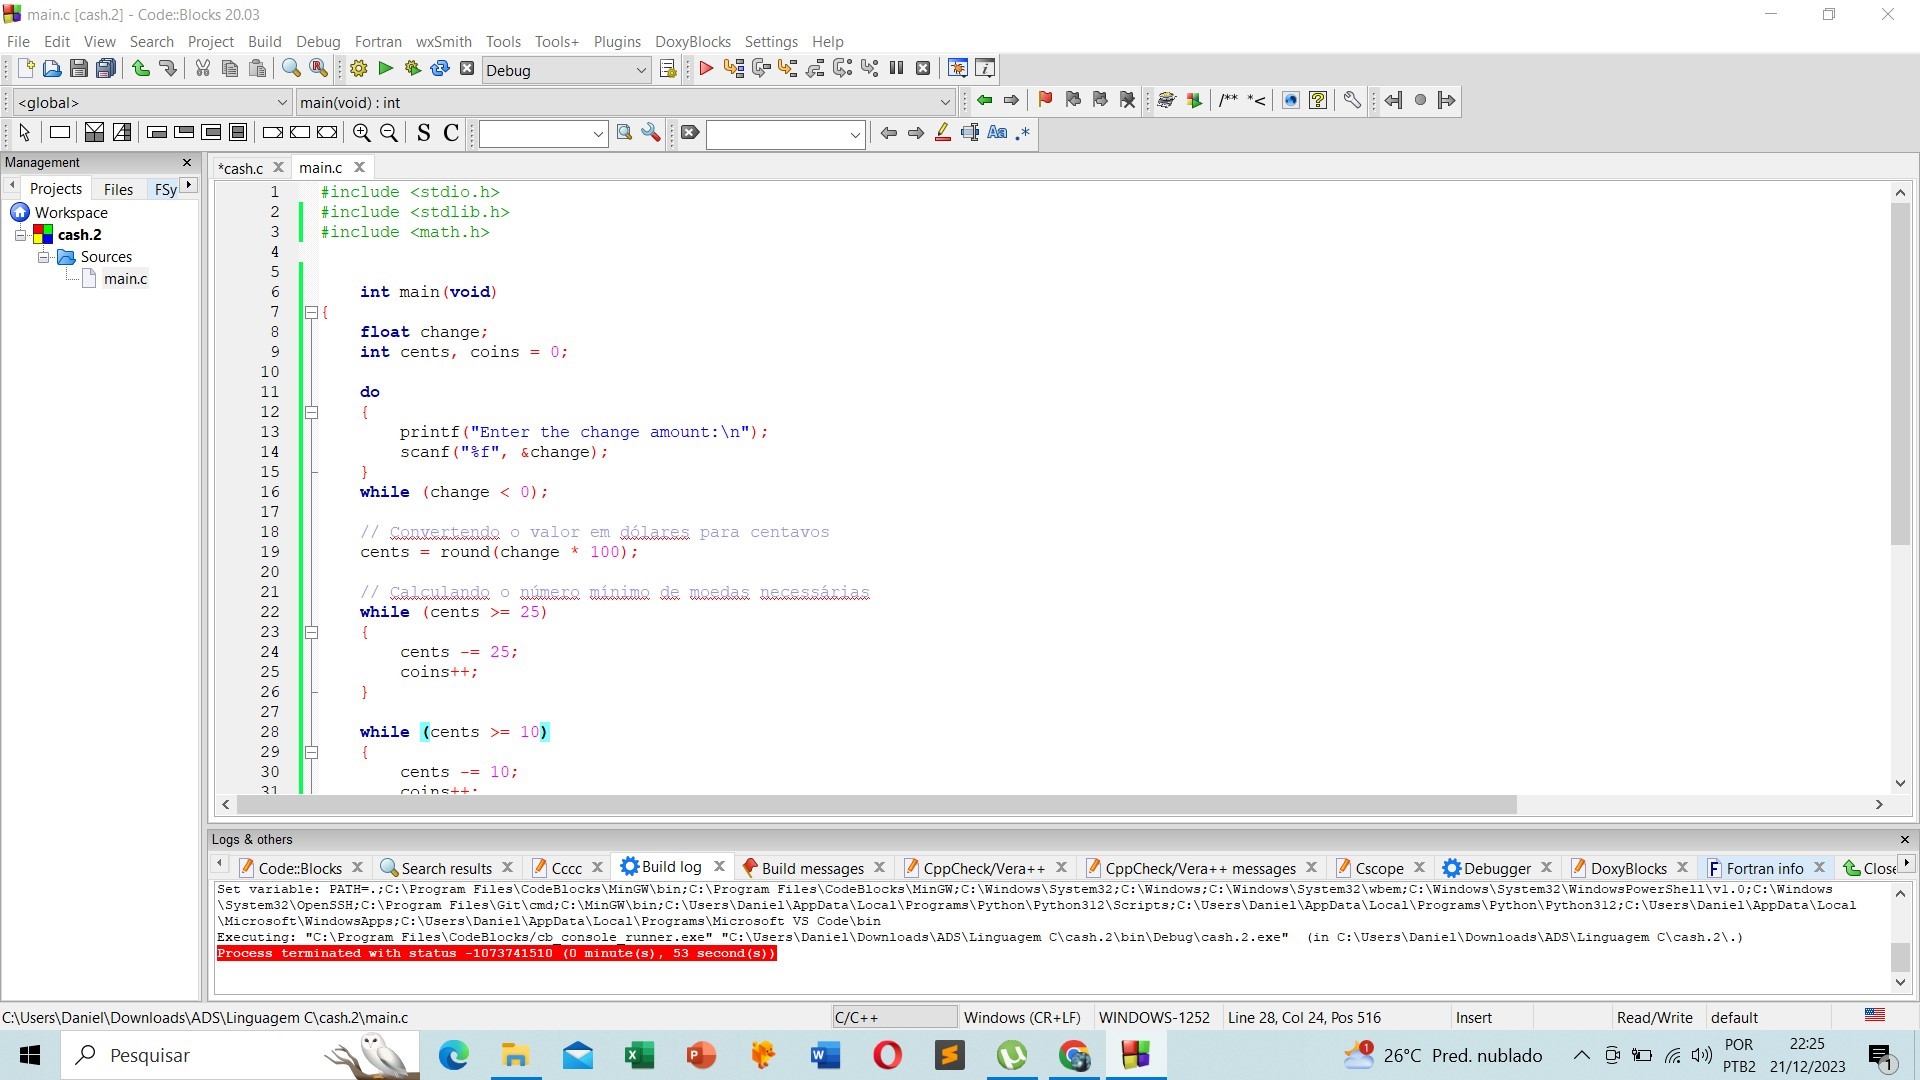 main.c [cash.2] - Code::Blocks 20.03
File Edit View Search Project Build Debug Fortran wxSmith Tools Tools+ Plugins DoxyBlocks Settings Help
Debug
<global> main(void) : int /** *<
S C Aa .*
Management
Projects Files FSy
Workspace
cash.2
Sources
main.c
*cash.c main.c
1 #include <stdio.h>
2 #include <stdlib.h>
3 #include <math.h>
4
5
6 int main(void)
7 {
8 float change;
9 int cents, coins = 0;
10
11 do
12 {
13 printf("Enter the change amount:\n");
14 scanf("%f", &change);
15 }
16 while (change < 0);
17
18 // Convertendo o valor em dólares para centavos
19 cents = round(change * 100);
20
21 // Calculando o número mínimo de moedas necessárias
22 while (cents >= 25)
23 {
24 cents -= 25;
25 coins++;
26 }
27
28 while (cents >= 10)
29 {
30 cents -= 10;
31 coins++;
Logs & others
Code::Blocks Search results Cccc Build log Build messages CppCheck/Vera++ CppCheck/Vera++ messages Cscope Debugger DoxyBlocks Fortran info Close
Set variable: PATH=.;C:\Program Files\CodeBlocks\MinGW\bin;C:\Program Files\CodeBlocks\MinGW;C:\Windows\System32;C:\Windows;C:\Windows\System32\wbem;C:\Windows\System32\WindowsPowerShell\v1.0;C:\Windows
\System32\OpenSSH;C:\Program Files\Git\cmd;C:\MinGW\bin;C:\Users\Daniel\AppData\Local\Programs\Python\Python312\Scripts;C:\Users\Daniel\AppData\Local\Programs\Python\Python312;C:\Users\Daniel\AppData\Local
\Microsoft\WindowsApps;C:\Users\Daniel\AppData\Local\Programs\Microsoft VS Code\bin
Executing: "C:\Program Files\CodeBlocks/cb_console_runner.exe" "C:\Users\Daniel\Downloads\ADS\Linguagem C\cash.2\bin\Debug\cash.2.exe" (in C:\Users\Daniel\Downloads\ADS\Linguagem C\cash.2\.)
Process terminated with status -1073741510 (0 minute(s), 53 second(s))
C:\Users\Daniel\Downloads\ADS\Linguagem C\cash.2\main.c C/C++ Windows (CR+LF) WINDOWS-1252 Line 28, Col 24, Pos 516 Insert Read/Write default
Pesquisar 26°C Pred. nublado POR 22:25
PTB2 21/12/2023 1